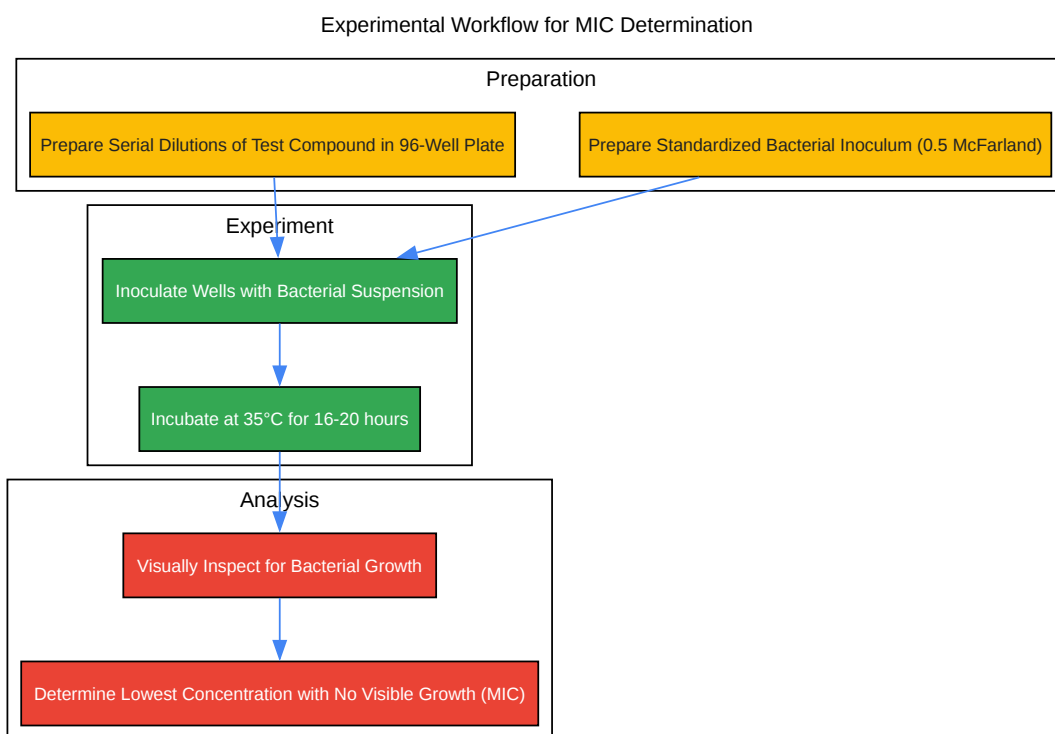 Experimental Workflow for MIC Determination
Preparation
Prepare Serial Dilutions of Test Compound in 96-Well Plate
Prepare Standardized Bacterial Inoculum (0.5 McFarland)
Experiment
Inoculate Wells with Bacterial Suspension
Incubate at 35°C for 16-20 hours
Analysis
Visually Inspect for Bacterial Growth
Determine Lowest Concentration with No Visible Growth (MIC)